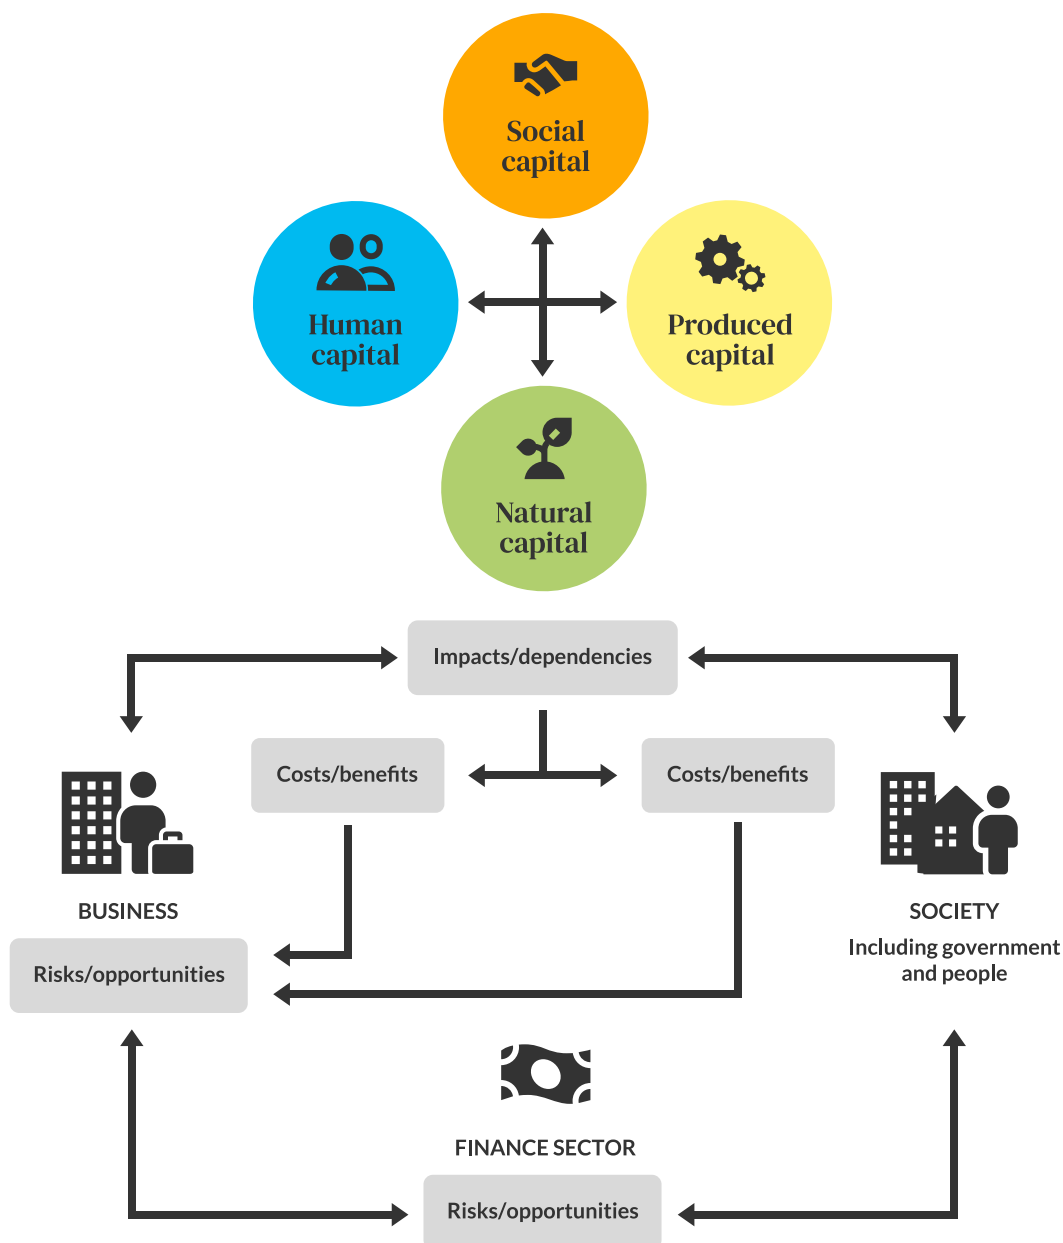 Social
capital
Human
capital
Produced
capital
Natural
capital
Impacts/dependencies
Costs/benefits
Costs/benefits
BUSINESS
Risks/opportunities
SOCIETY
Including government
and people
FINANCE SECTOR
Risks/opportunities